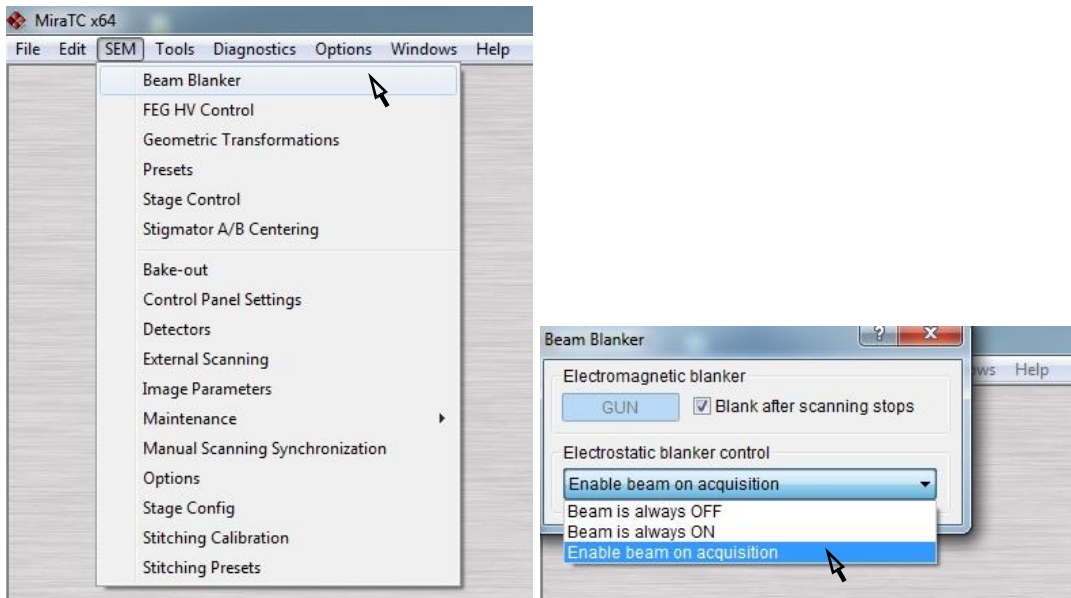 MiraTC x64
File Edit SEM Tools Diagnostics Options Windows Help
Beam Blanker
FEG HV Control
Geometric Transformations
Presets
Stage Control
Stigmator A/B Centering
Bake-out
Control Panel Settings
Detectors
External Scanning
Image Parameters
Maintenance
Manual Scanning Synchronization
Options
Stage Config
Stitching Calibration
Stitching Presets
Beam Blanker
ws Help
Electromagnetic blanker
GUN Blank after scanning stops
Electrostatic blanker control
Enable beam on acquisition
Beam is always OFF
Beam is always ON
Enable beam on acquisition